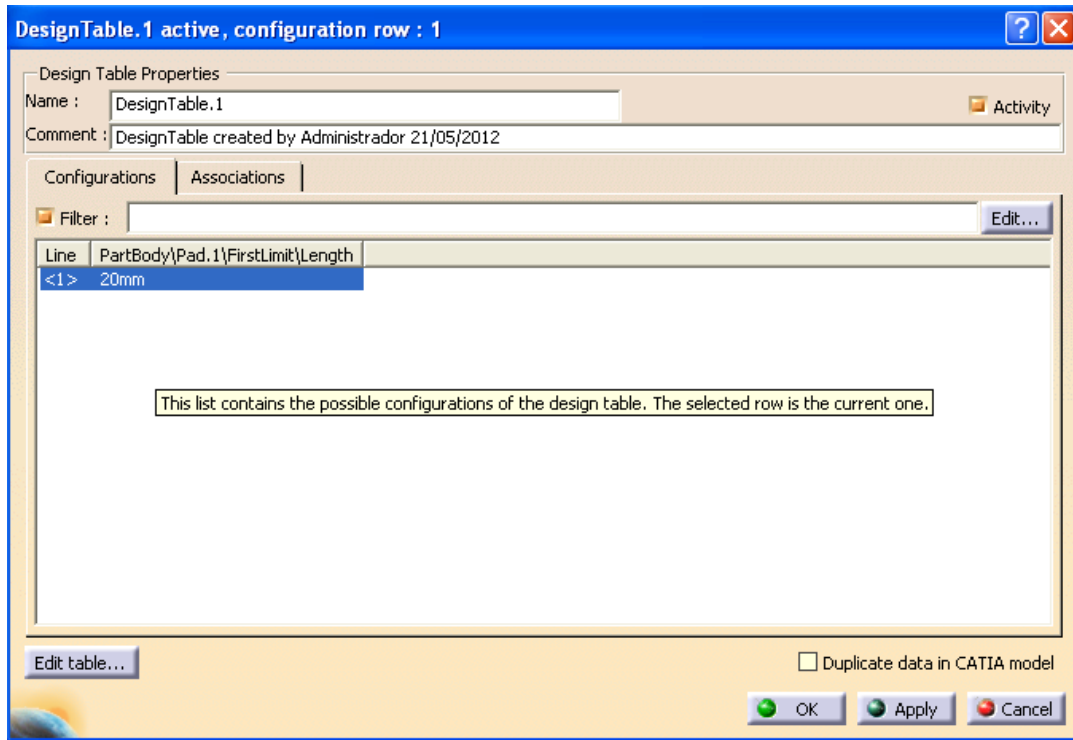 DesignTable.1 active, configuration row : 1
Design Table Properties
Name : DesignTable.1 Activity
Comment : DesignTable created by Administrador 21/05/2012
Configurations Associations
Filter : Edit...
Line PartBody\Pad.1\FirstLimit\Length
<1> 20mm
This list contains the possible configurations of the design table. The selected row is the current one.
Edit table... Duplicate data in CATIA model
OK Apply Cancel